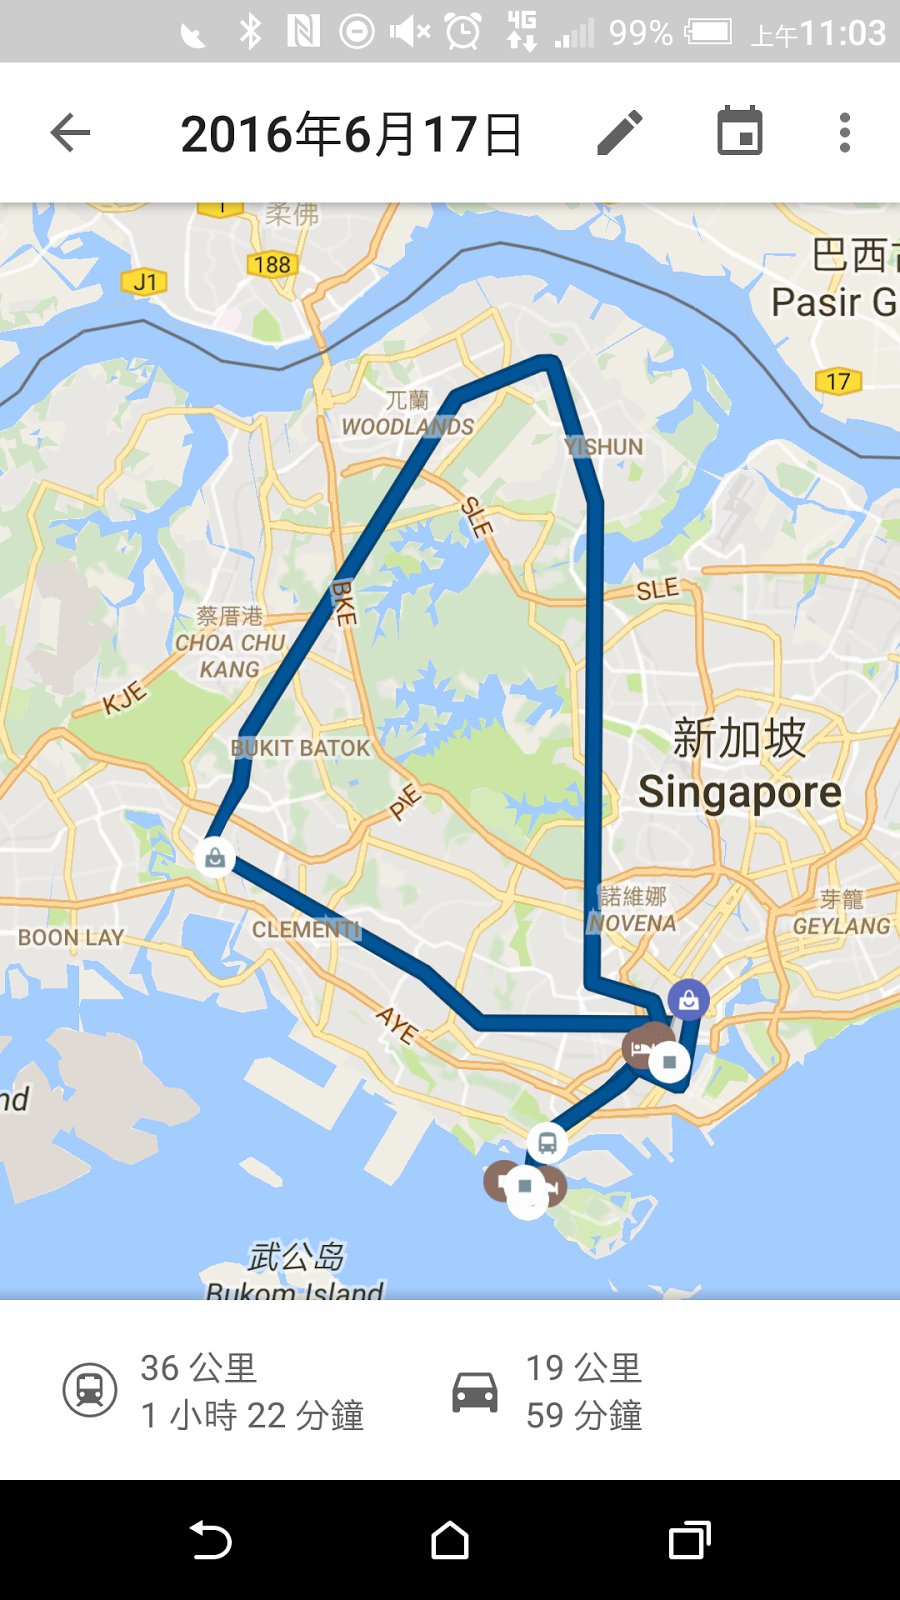 4G 99% 上午11:03
2016年6月17日
1
柔佛
188
J1
巴西古
Pasir G
17
兀蘭
WOODLANDS
YISHUN
SLE
SLE
BKE
蔡厝港
CHOA CHU
KANG
KJE
BUKIT BATOK
新加坡
Singapore
PIE
諾維娜
NOVENA
芽籠
GEYLANG
CLEMENTI
BOON LAY
AYE
nd
武公岛
Bukom Island
36 公里
1 小時 22 分鐘
19 公里
59 分鐘